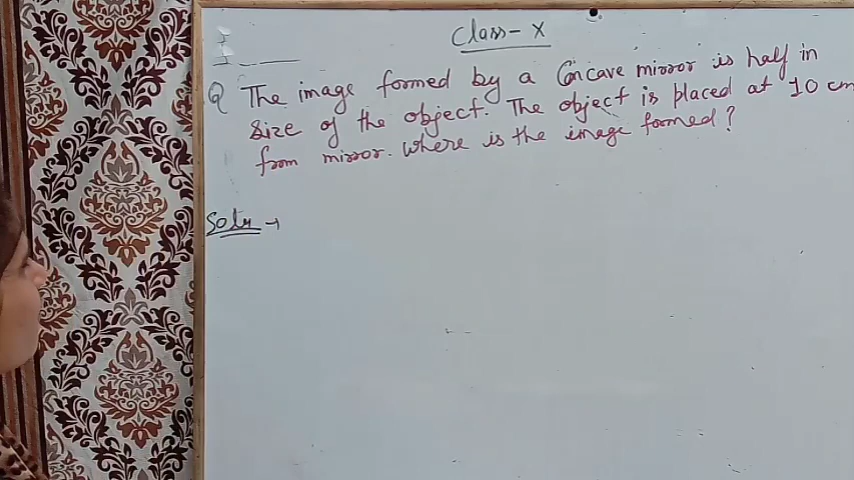 Class - X
Q The image formed by a Concave mirror is half in
size of the object. The object is placed at 10 cm
from mirror. Where is the image formed?
Soln →